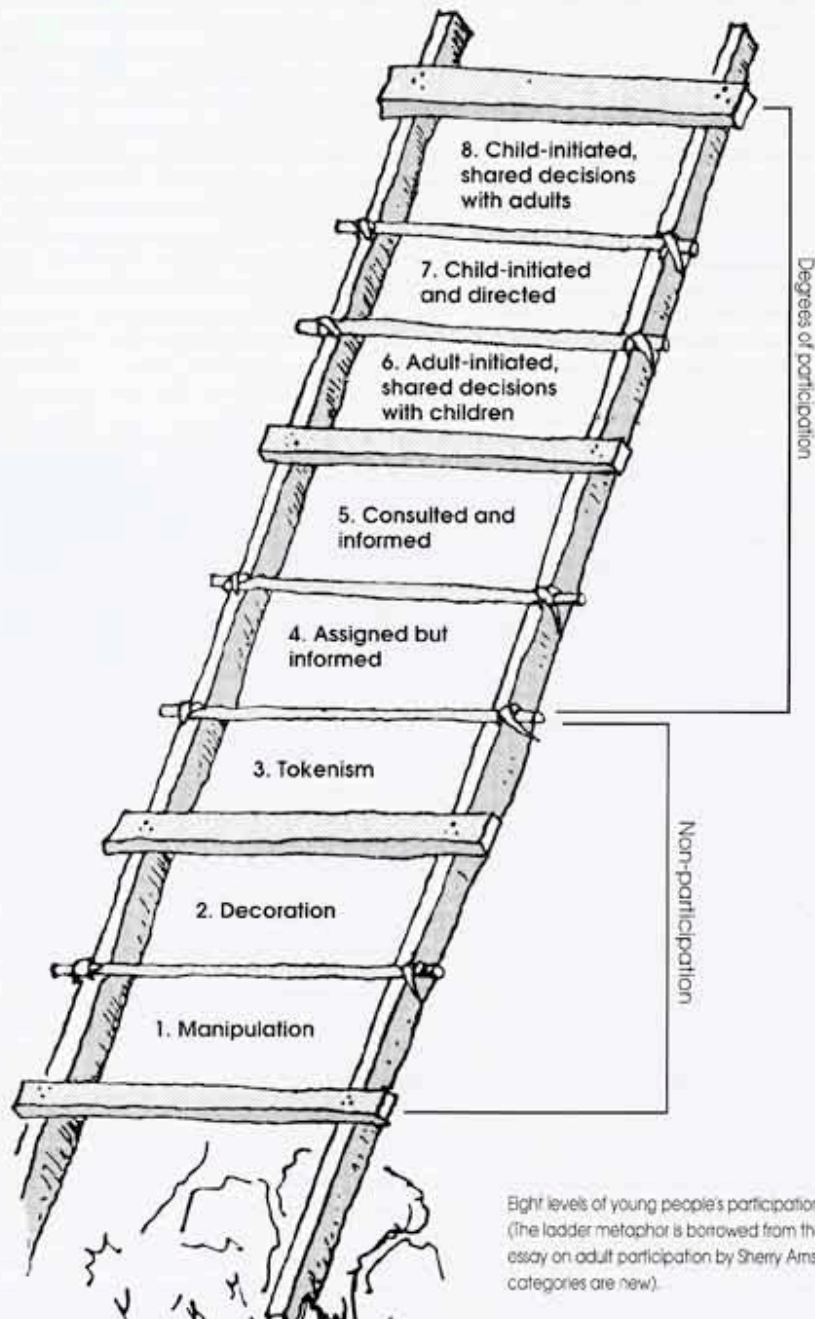 8. Child-initiated,
shared decisions
with adults
7. Child-initiated
and directed
6. Adult-initiated,
shared decisions
with children
5. Consulted and
informed
4. Assigned but
informed
3. Tokenism
2. Decoration
1. Manipulation
Degrees of participation
Non-participation
Eight levels of young people's participation
(The ladder metaphor is borrowed from
essay on adult participation by Sherry
categories are new).